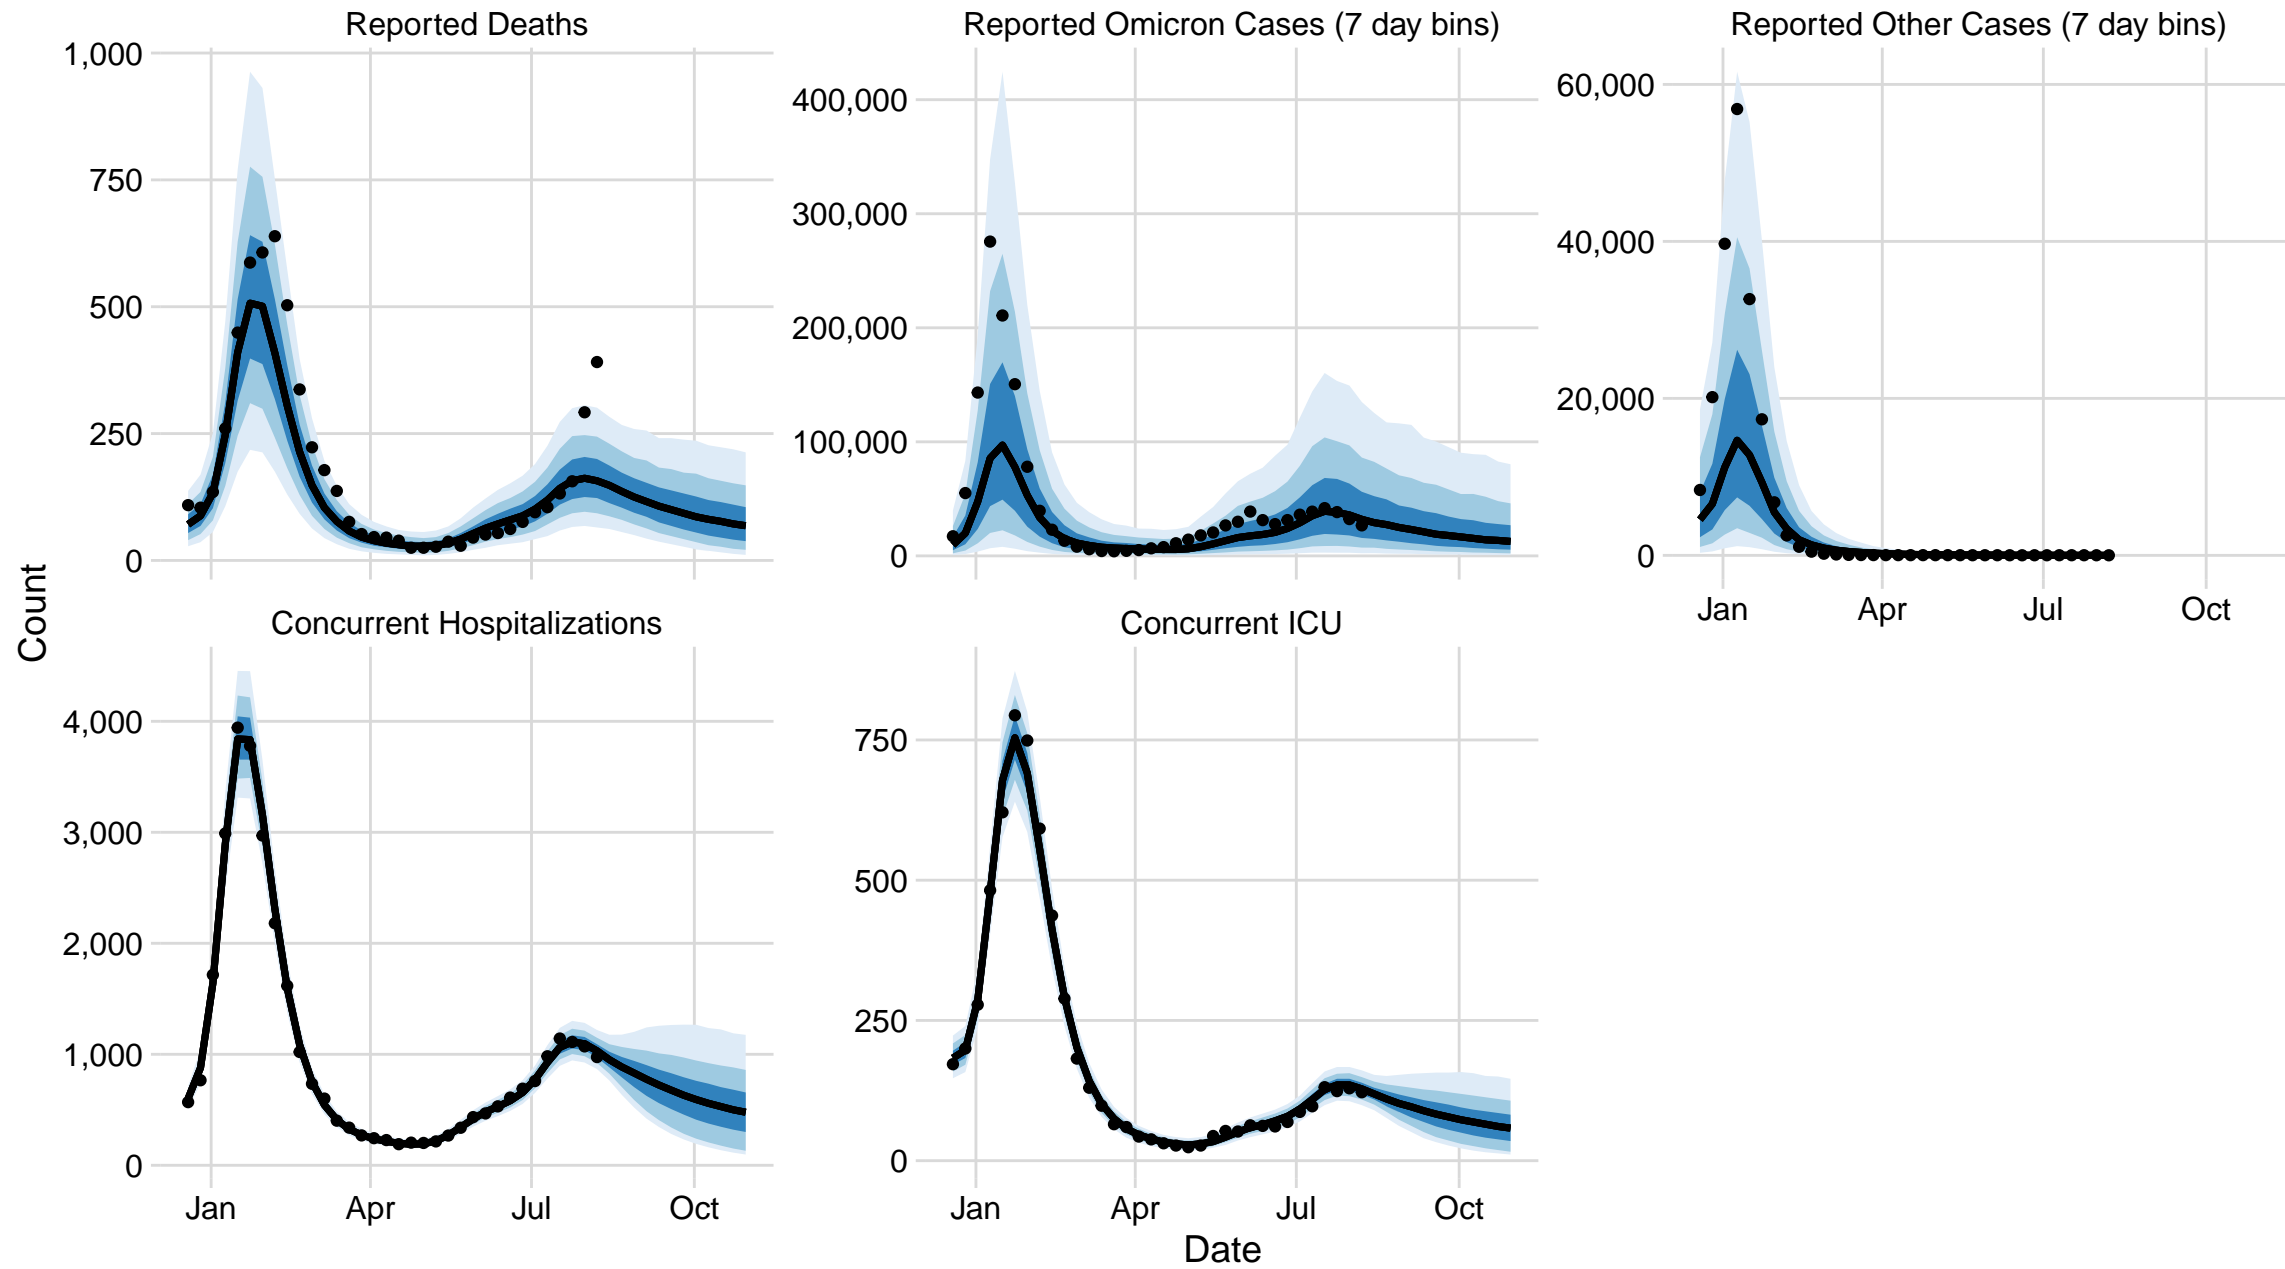 Reported Deaths
1,000
750
500
250
0
Reported Omicron Cases (7 day bins)
400,000
300,000
200,000
100,000
0
Reported Other Cases (7 day bins)
60,000
40,000
20,000
0
Jan Apr Jul Oct
Count
Concurrent Hospitalizations
4,000
3,000
2,000
1,000
0
Jan Apr Jul Oct
Concurrent ICU
750
500
250
0
Jan Apr Jul Oct
Date